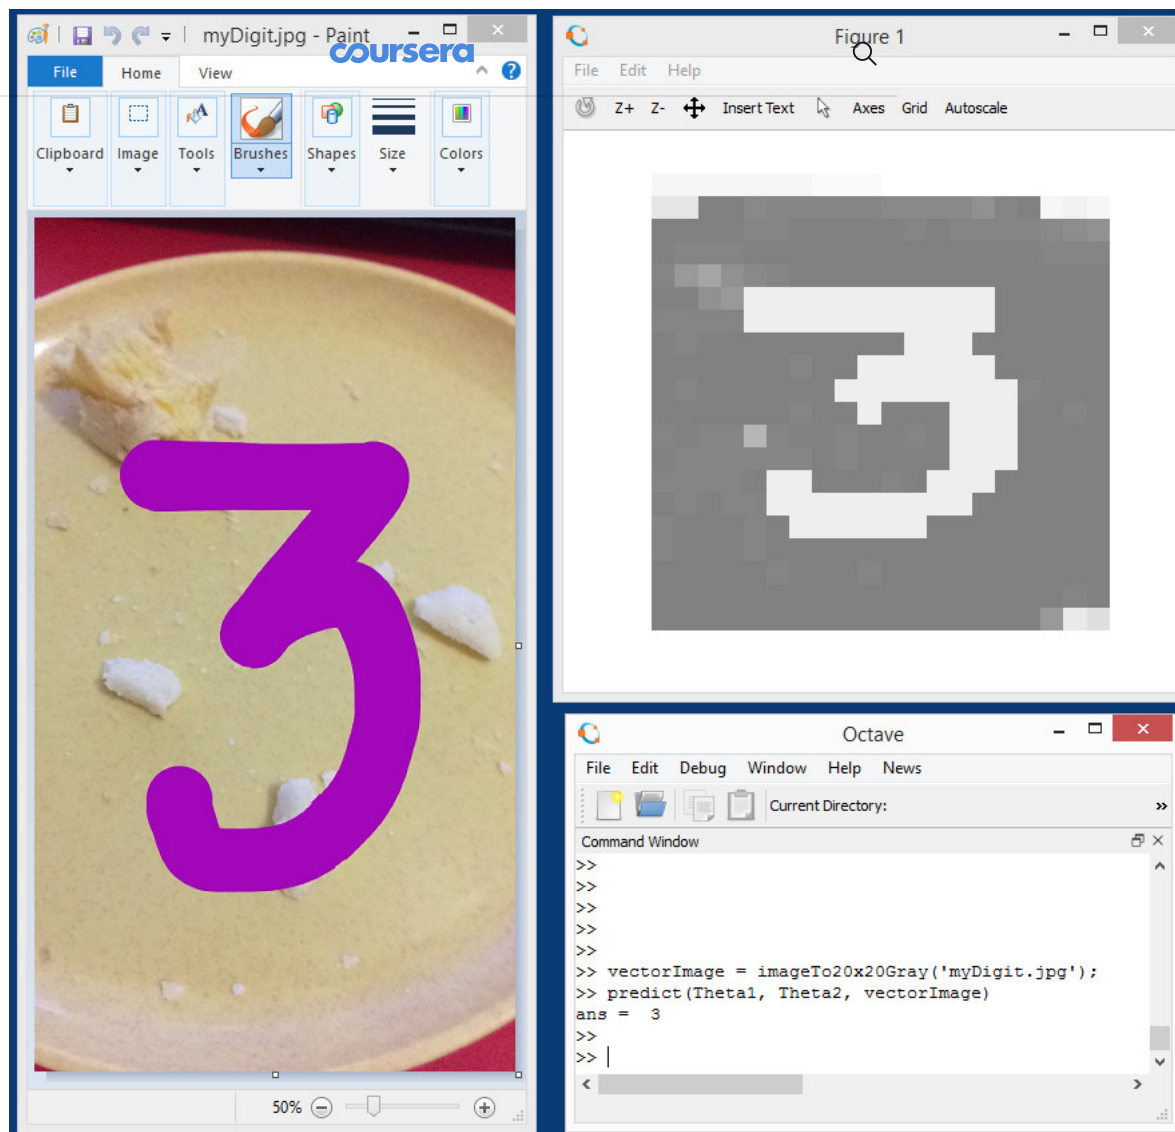 myDigit.jpg - Paint
coursera
File Home View
Clipboard Image Tools Brushes Shapes Size Colors
3
50%
Figure 1
File Edit Help
Z+ Z- Insert Text Axes Grid Autoscale
3
Octave
File Edit Debug Window Help News
Current Directory:
»
Command Window
>>
>>
>>
>>
>>
>> vectorImage = imageTo20x20Gray('myDigit.jpg');
>> predict(Theta1, Theta2, vectorImage)
ans =  3
>>
>>